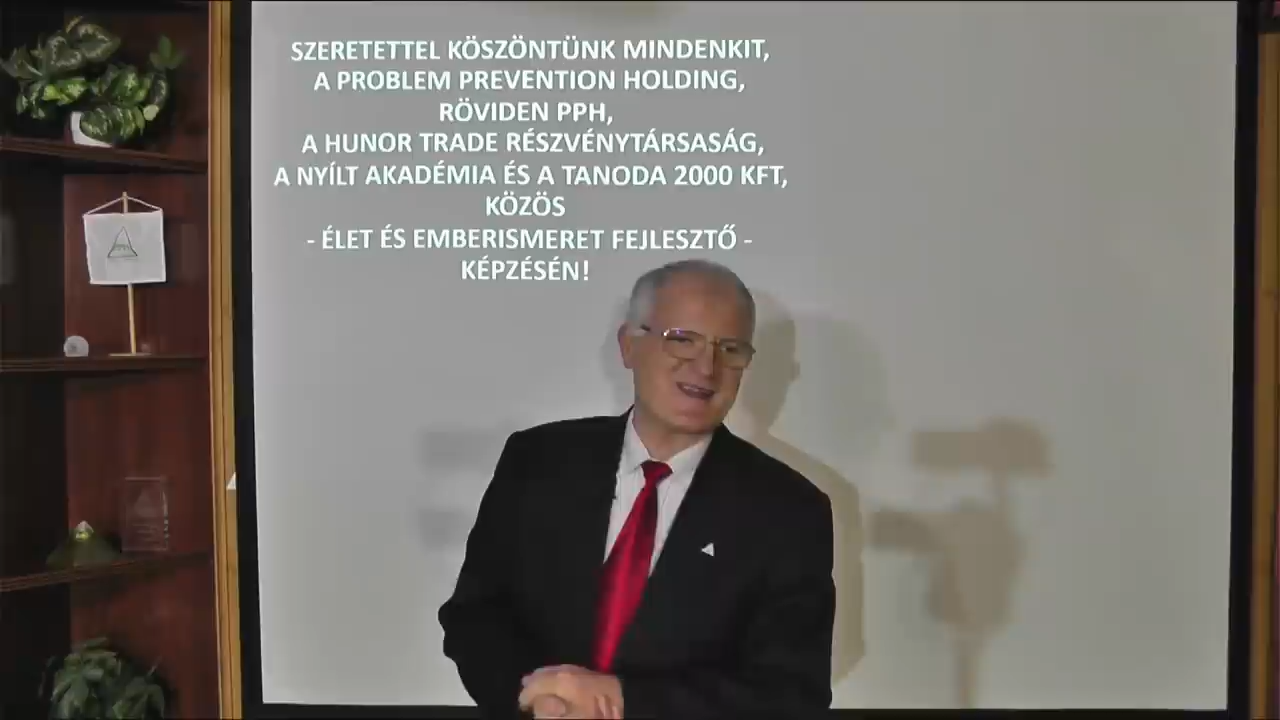 SZERETETTEL KÖSZÖNTÜNK MINDENKIT,
A PROBLEM PREVENTION HOLDING,
RÖVIDEN PPH,
A HUNOR TRADE RÉSZVÉNYTÁRSASÁG,
A NYÍLT AKADÉMIA ÉS A TANODA 2000 KFT,
KÖZÖS
- ÉLET ÉS EMBERISMERET FEJLESZTŐ -
KÉPZÉSÉN!